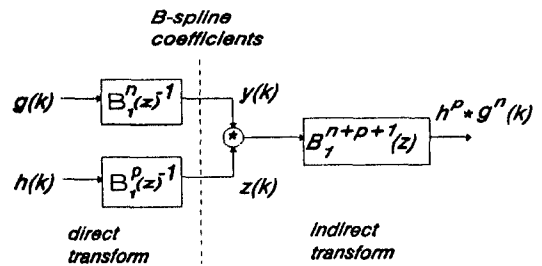 B-spline
coefficients
g(k)
B₁ⁿ(z)⁻¹
y(k)
*
B₁ⁿ⁺ᵖ⁺¹(z)
hᵖ * gⁿ(k)
h(k)
B₁ᵖ(z)⁻¹
z(k)
direct
transform
indirect
transform